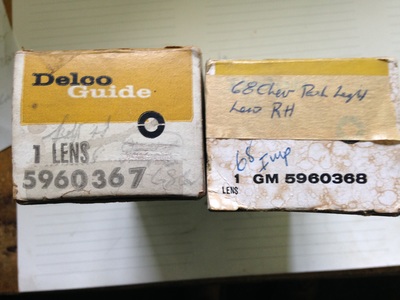 Delco
Guide
1 LENS
5960367
68 Chev Park Light
Lens RH
68
Imp
1 GM 5960368
LENS